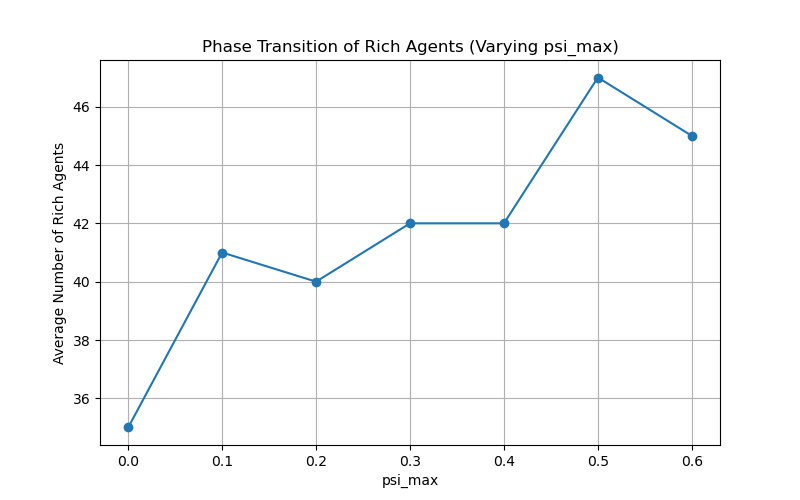 Phase Transition of Rich Agents (Varying psi_max)
Average Number of Rich Agents
46
44
42
40
38
36
0.0 0.1 0.2 0.3 0.4 0.5 0.6
psi_max